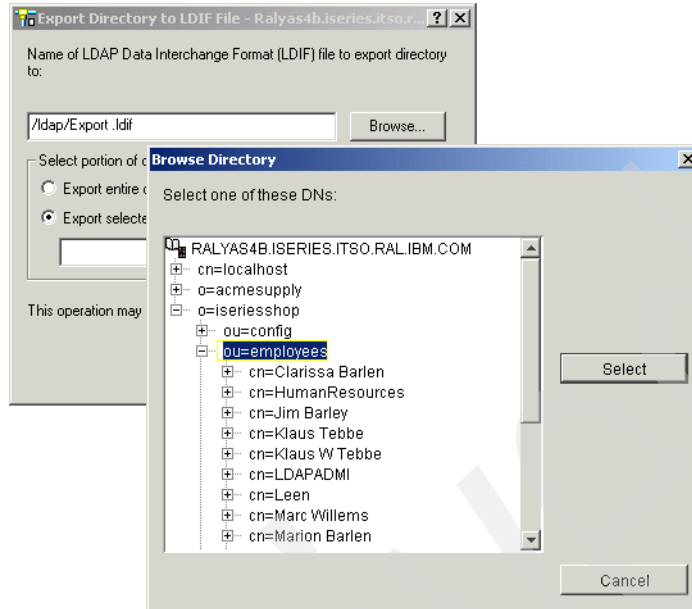 Export Directory to LDIF File - Ralyas4b.iseries.itso.r...
Name of LDAP Data Interchange Format (LDIF) file to export directory
to:
/ldap/Export .ldif
Browse...
Select portion of
Export entire
Export selecte
This operation may
Browse Directory
Select one of these DNs:
RALYAS4B.ISERIES.ITSO.RAL.IBM.COM
cn=localhost
o=acmesupply
o=iseriesshop
ou=config
ou=employees
cn=Clarissa Barlen
cn=HumanResources
cn=Jim Barley
cn=Klaus Tebbe
cn=Klaus W Tebbe
cn=LDAPADMI
cn=Leen
cn=Marc Willems
cn=Marion Barlen
Select
Cancel